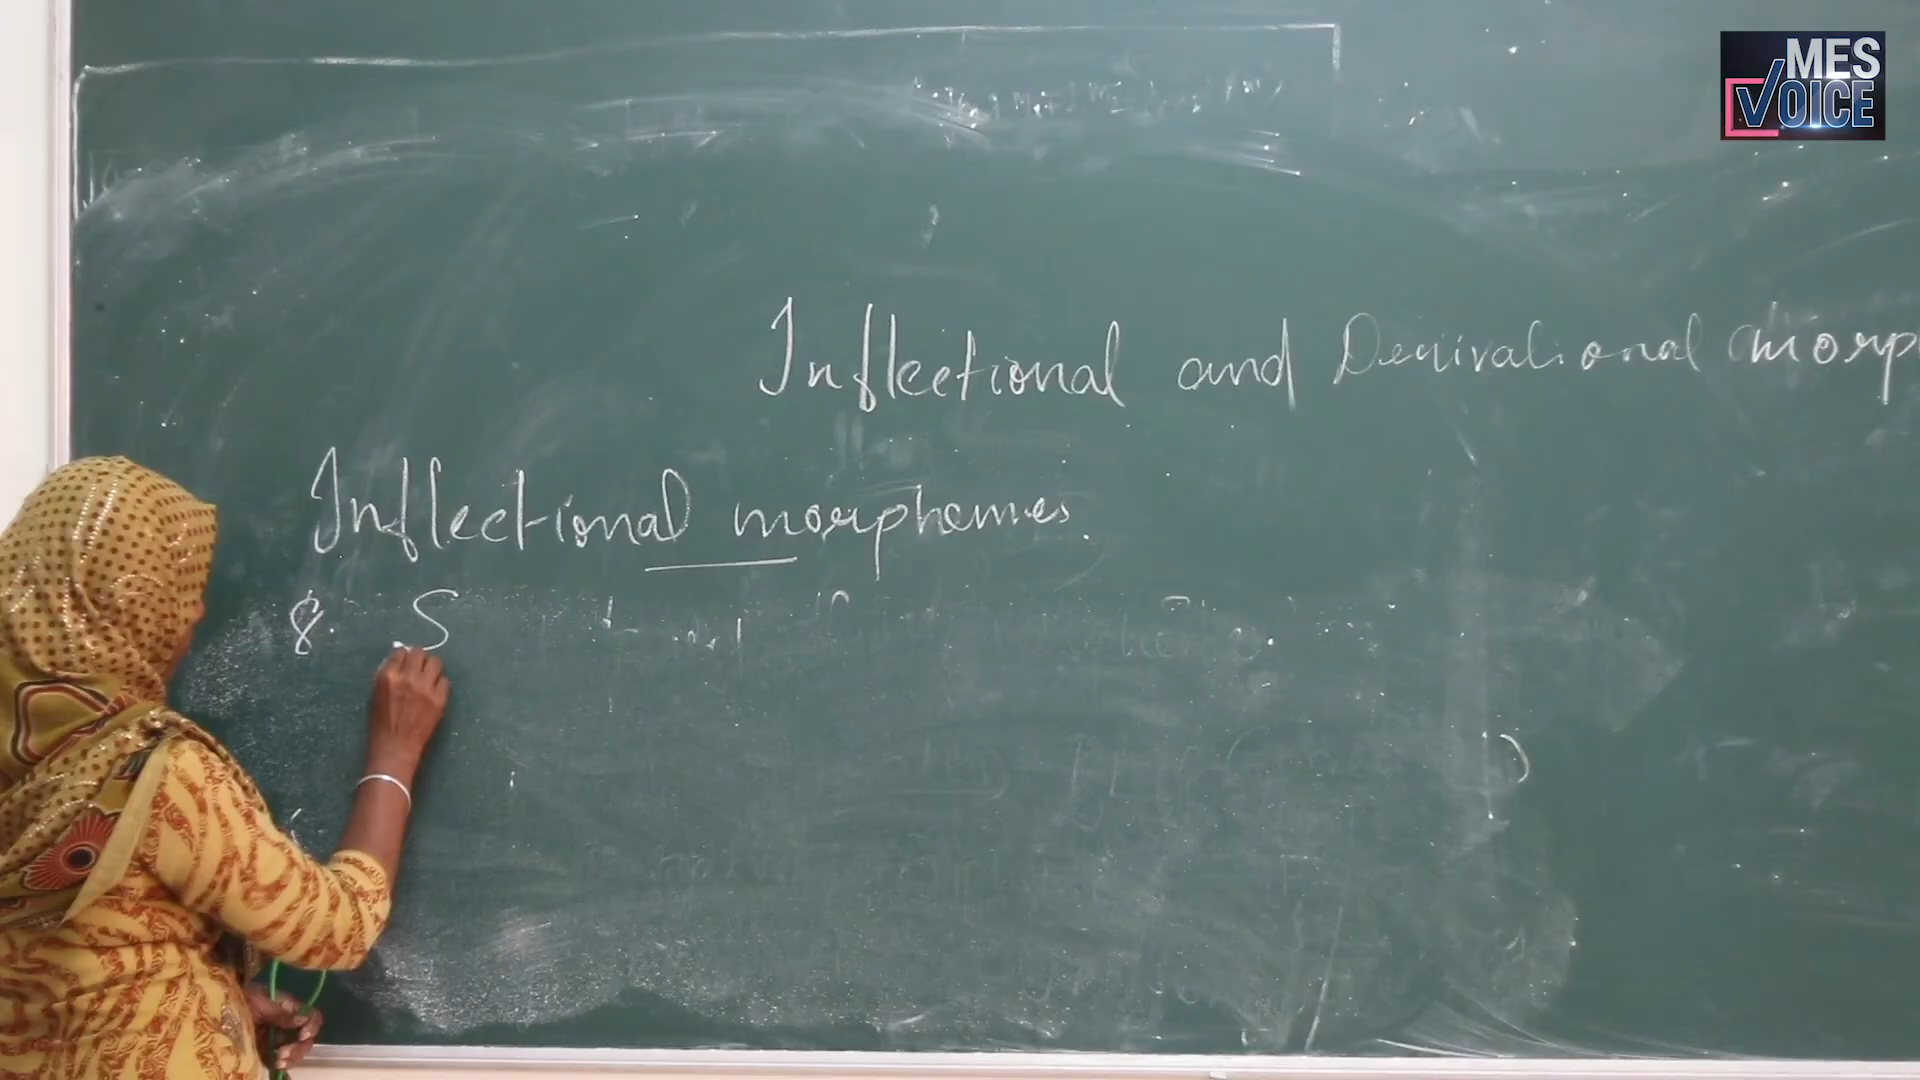 MES
VOICE
Inflectional and Derivational morp
Inflectional morphemes.
8. S